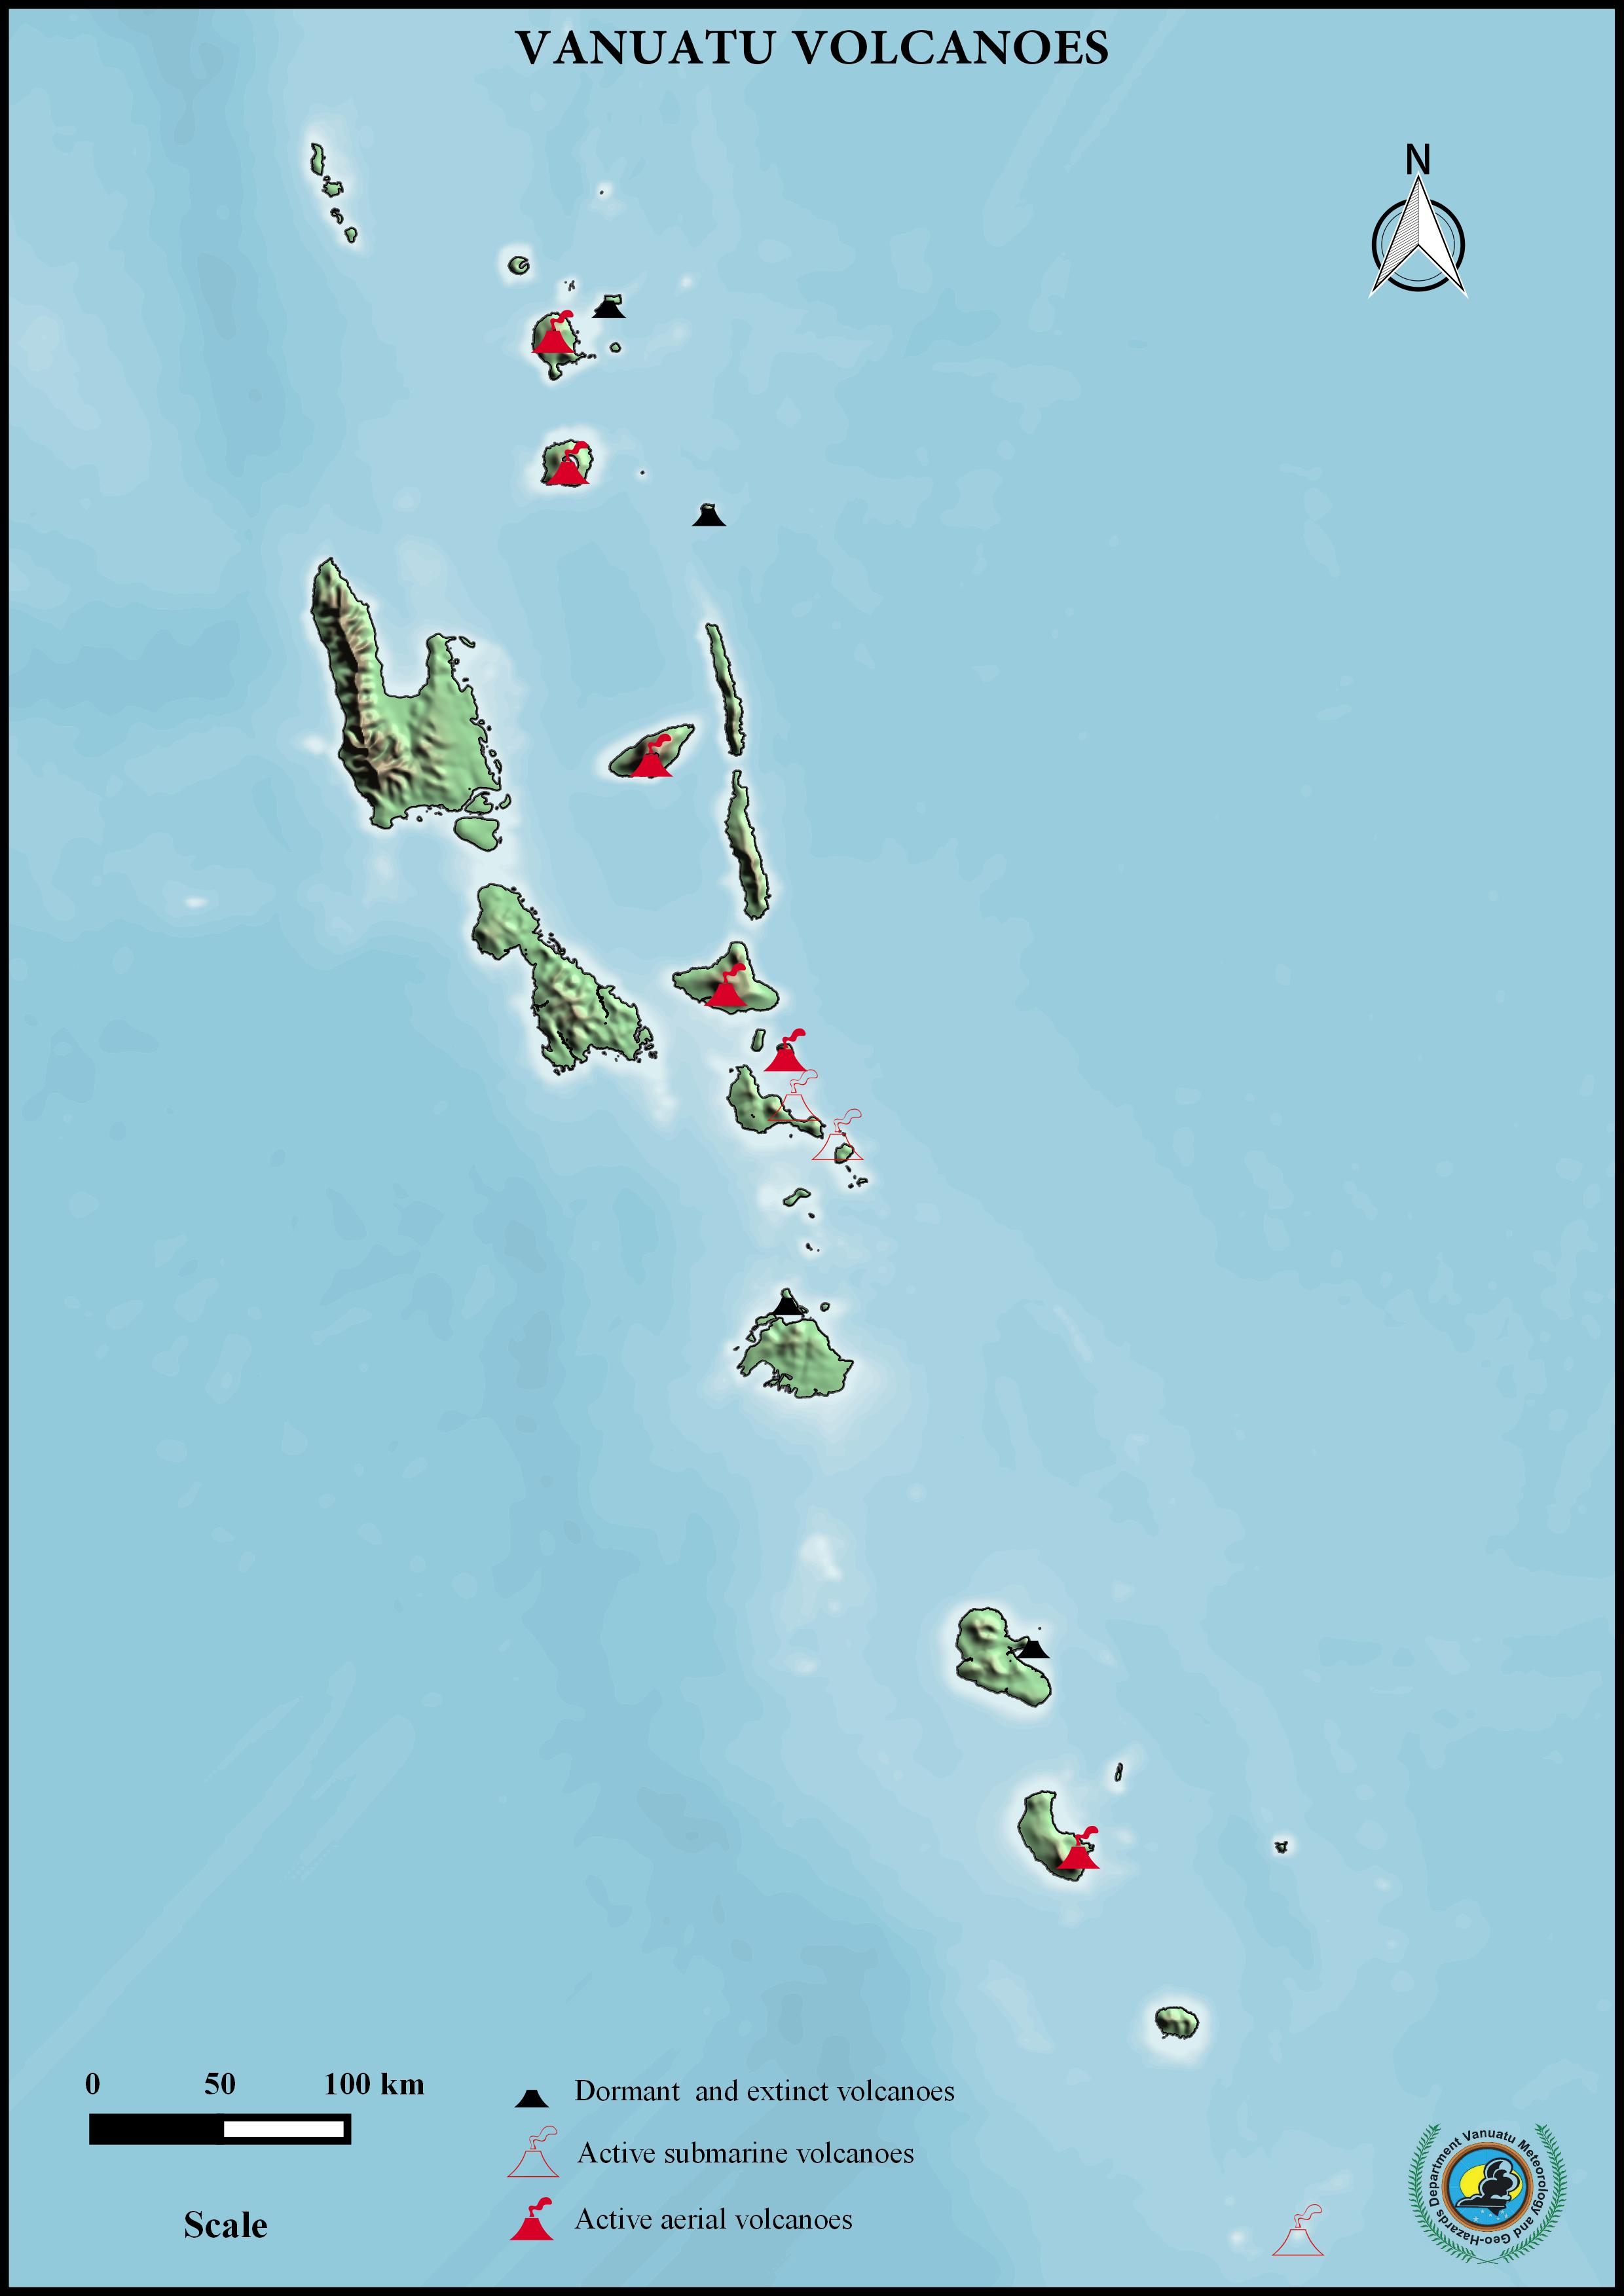 VANUATU VOLCANOES
N
0 50 100 km
Scale
Dormant and extinct volcanoes
Active submarine volcanoes
Active aerial volcanoes
Department Vanuatu Meteorology and Geo-Hazards